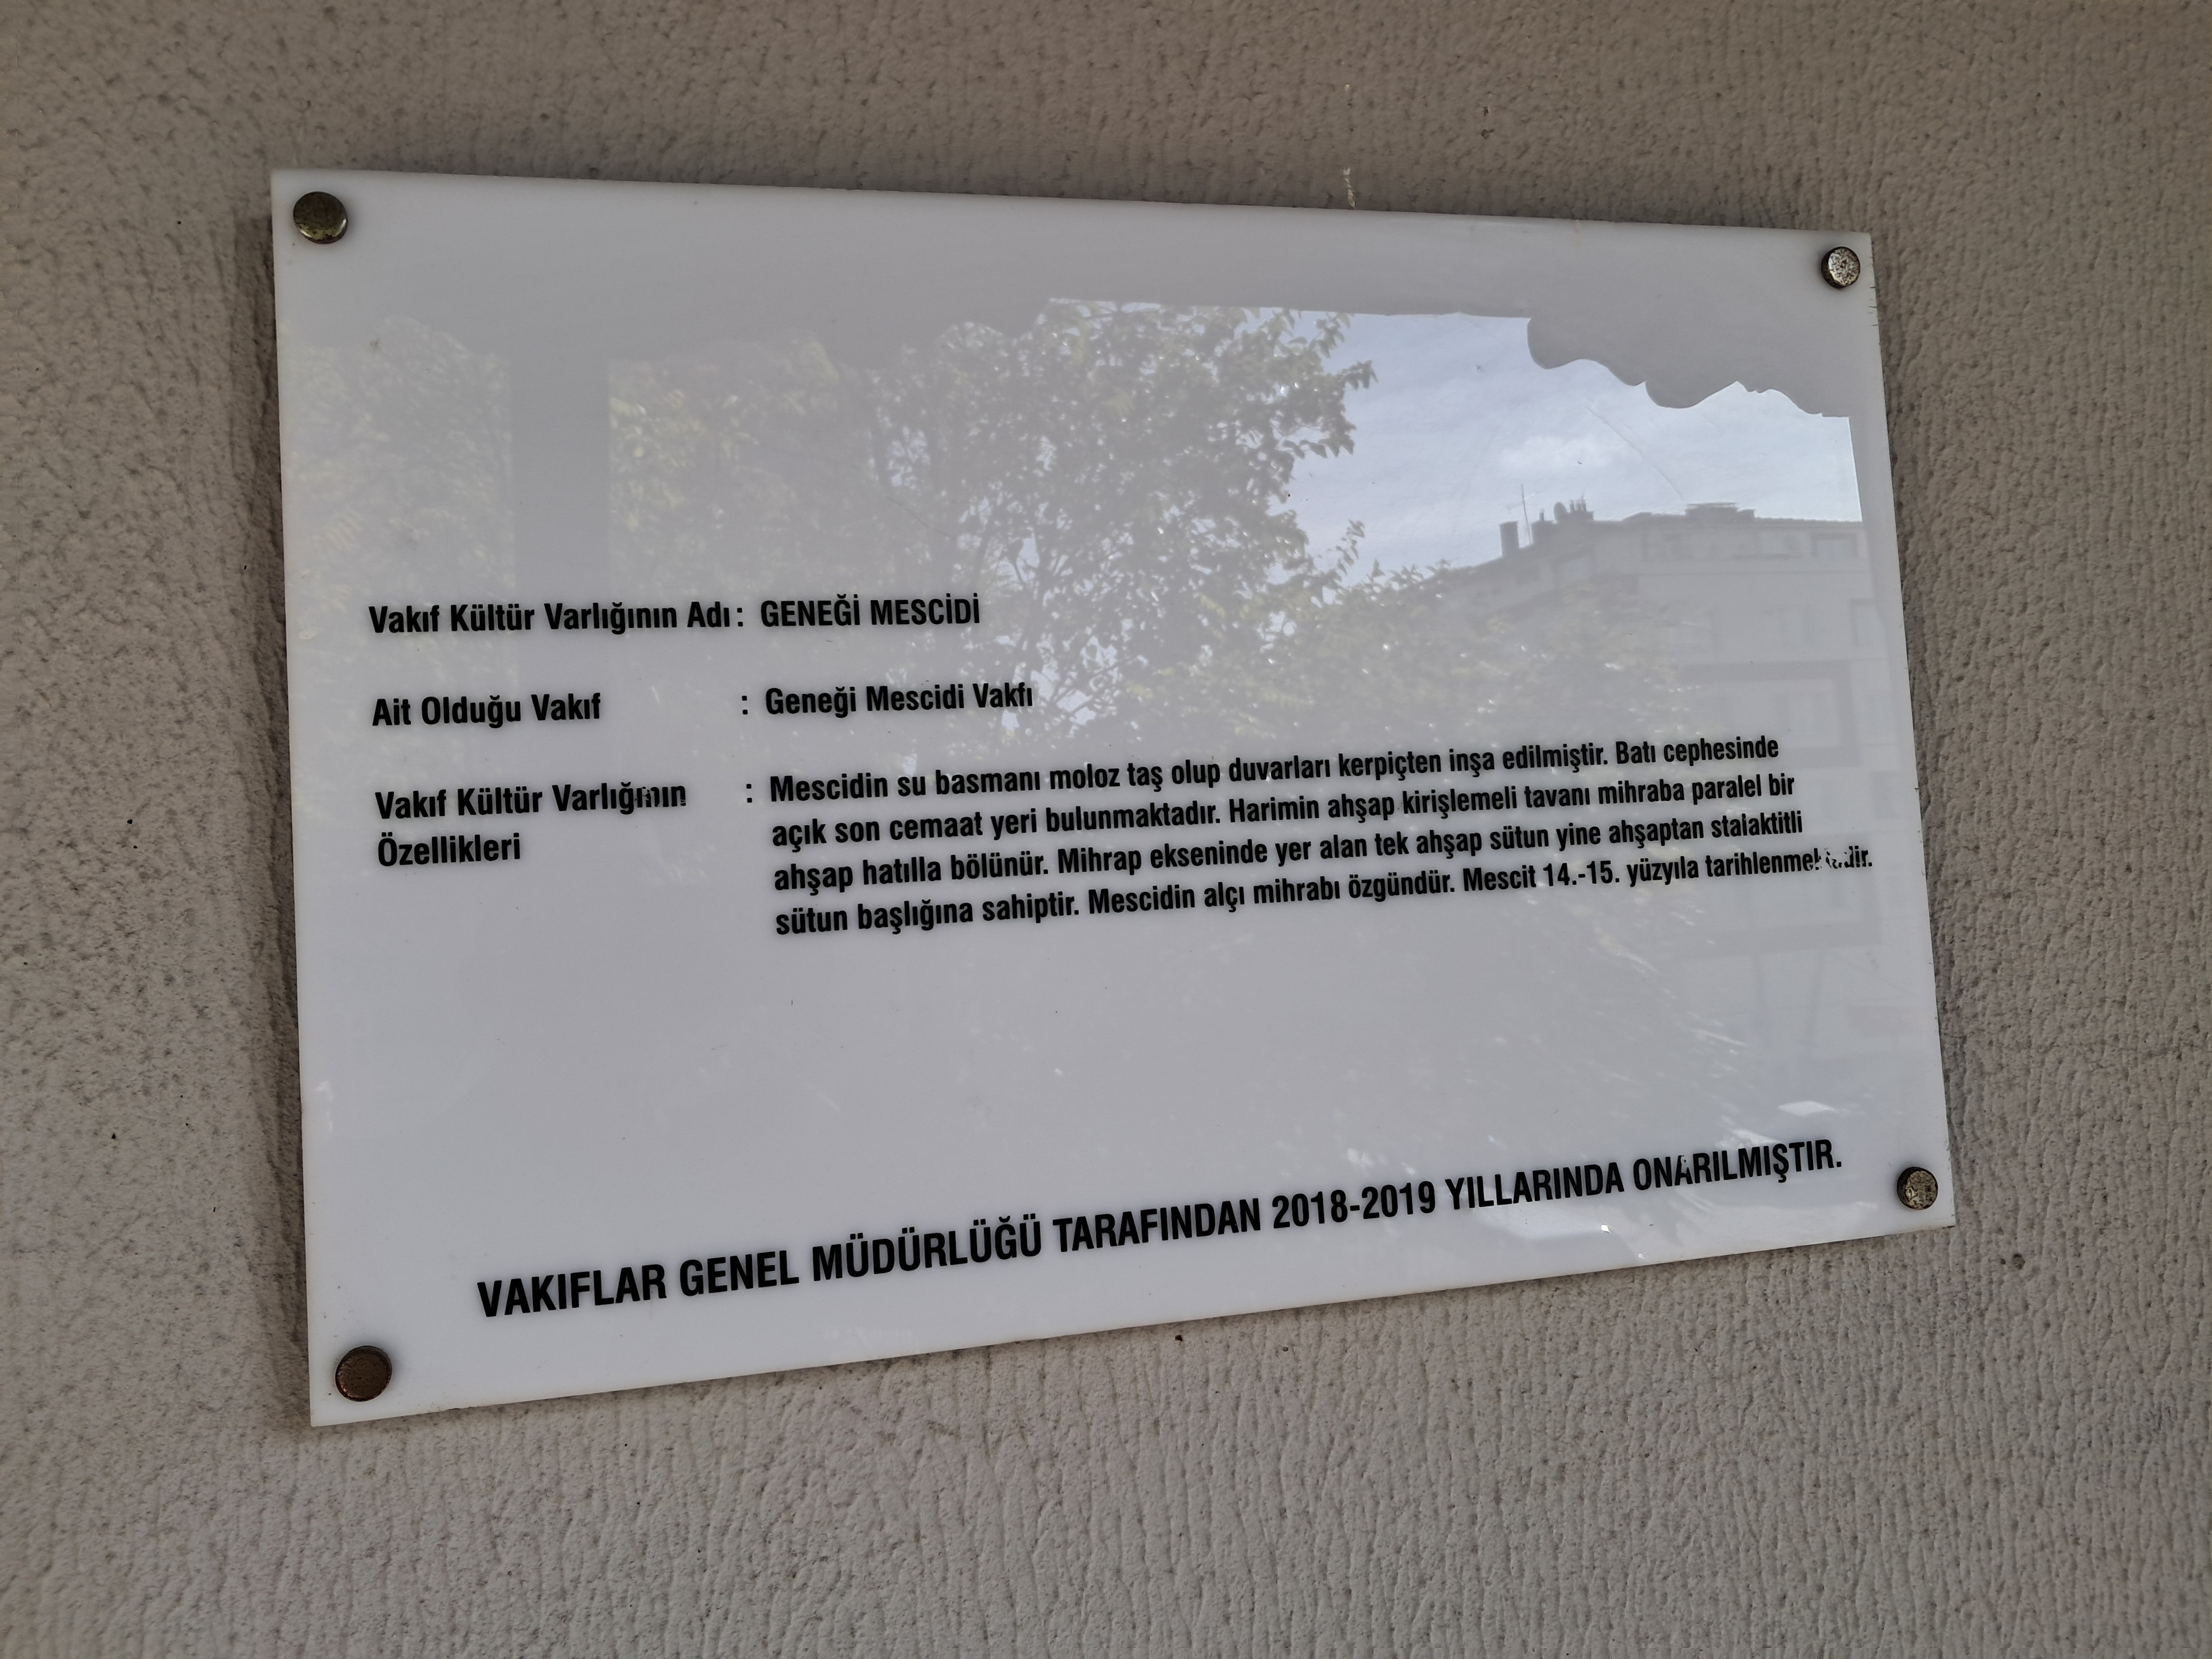 Vakıf Kültür Varlığının Adı : GENEĞİ MESCİDİ
Ait Olduğu Vakıf : Geneği Mescidi Vakfı
Vakıf Kültür Varlığının Özellikleri : Mescidin su basmanı moloz taş olup duvarları kerpiçten inşa edilmiştir. Batı cephesinde
açık son cemaat yeri bulunmaktadır. Harimin ahşap kirişlemeli tavanı mihraba paralel bir
ahşap hatılla bölünür. Mihrap ekseninde yer alan tek ahşap sütun yine ahşaptan stalaktitli
sütun başlığına sahiptir. Mescidin alçı mihrabı özgündür. Mescit 14.-15. yüzyıla tarihlenmektedir.
VAKIFLAR GENEL MÜDÜRLÜĞÜ TARAFINDAN 2018-2019 YILLARINDA ONARILMIŞTIR.